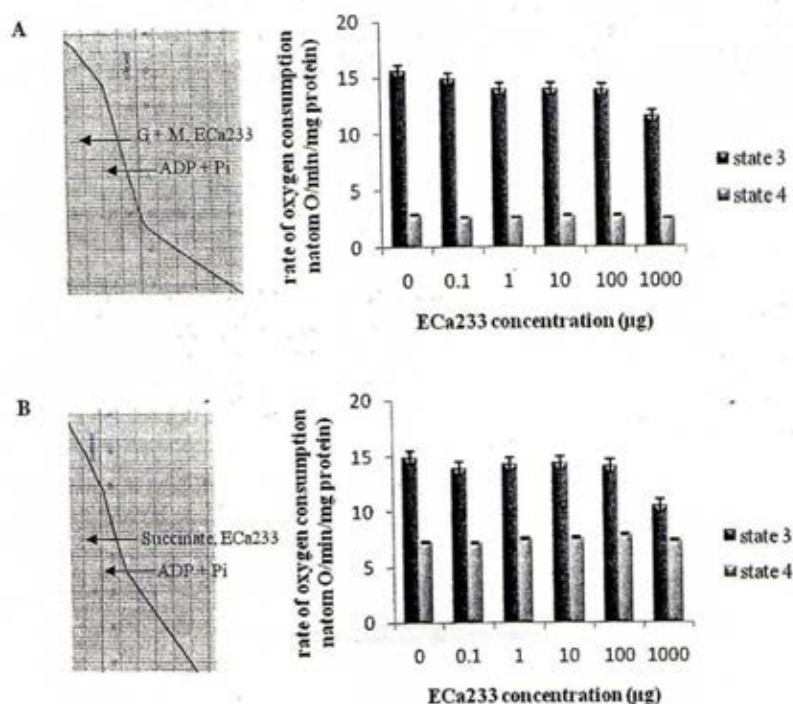 A
G + M, ECa233
ADP + Pi
rate of oxygen consumption
natom O/min/mg protein)
20
15
10
5
0
0 0.1 1 10 100 1000
ECa233 concentration (µg)
state 3
state 4
B
Succinate, ECa233
ADP + Pi
rate of oxygen consumption
natom O/min/mg protein)
20
15
10
5
0
0 0.1 1 10 100 1000
ECa233 concentration (µg)
state 3
state 4